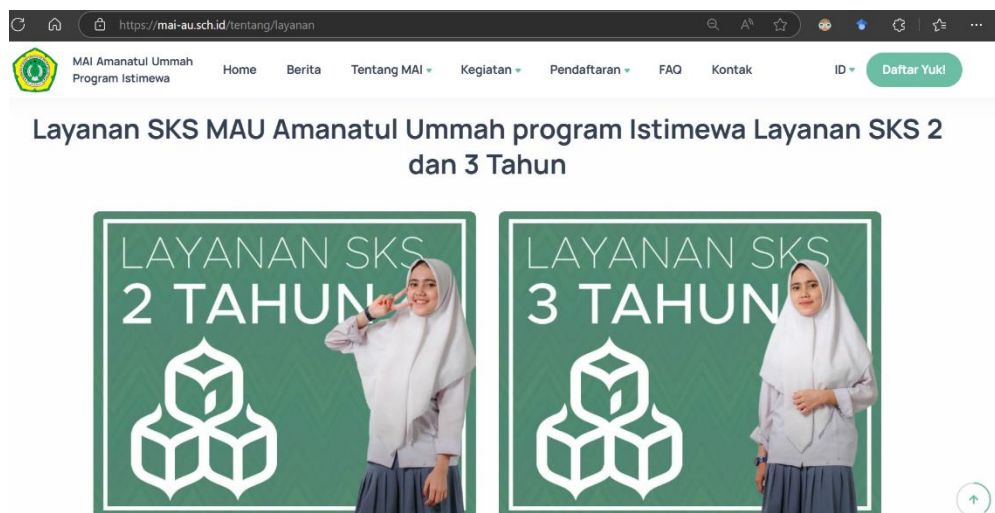 https://mai-au.sch.id/tentang/layanan
MAI Amanatul Ummah
Program Istimewa
Home Berita Tentang MAI Kegiatan Pendaftaran FAQ Kontak ID Daftar Yuk!
Layanan SKS MAU Amanatul Ummah program Istimewa Layanan SKS 2
dan 3 Tahun
LAYANAN SKS
2 TAHUN
LAYANAN SKS
3 TAHUN